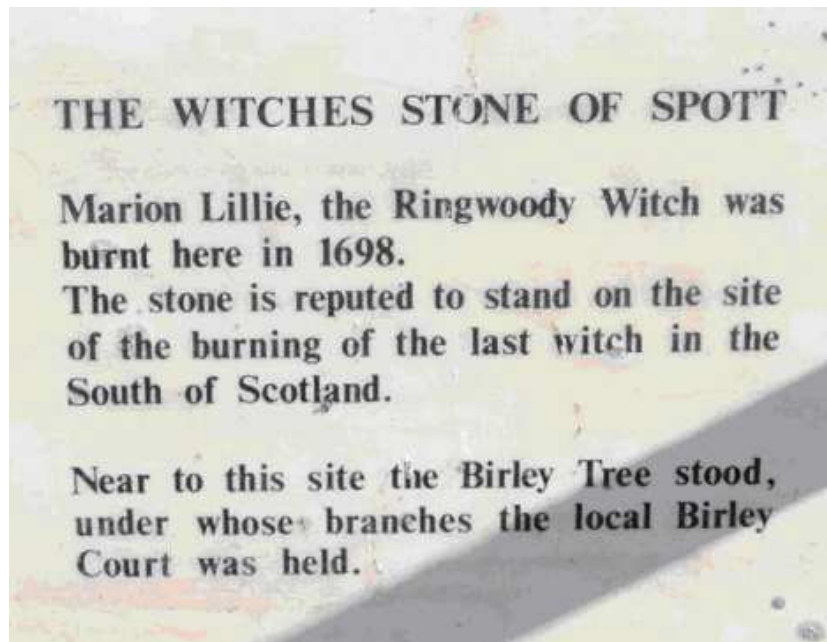 THE WITCHES STONE OF SPOTT
Marion Lillie, the Ringwoody Witch was
burnt here in 1698.
The stone is reputed to stand on the site
of the burning of the last witch in the
South of Scotland.
Near to this site the Birley Tree stood,
under whose branches the local Birley
Court was held.